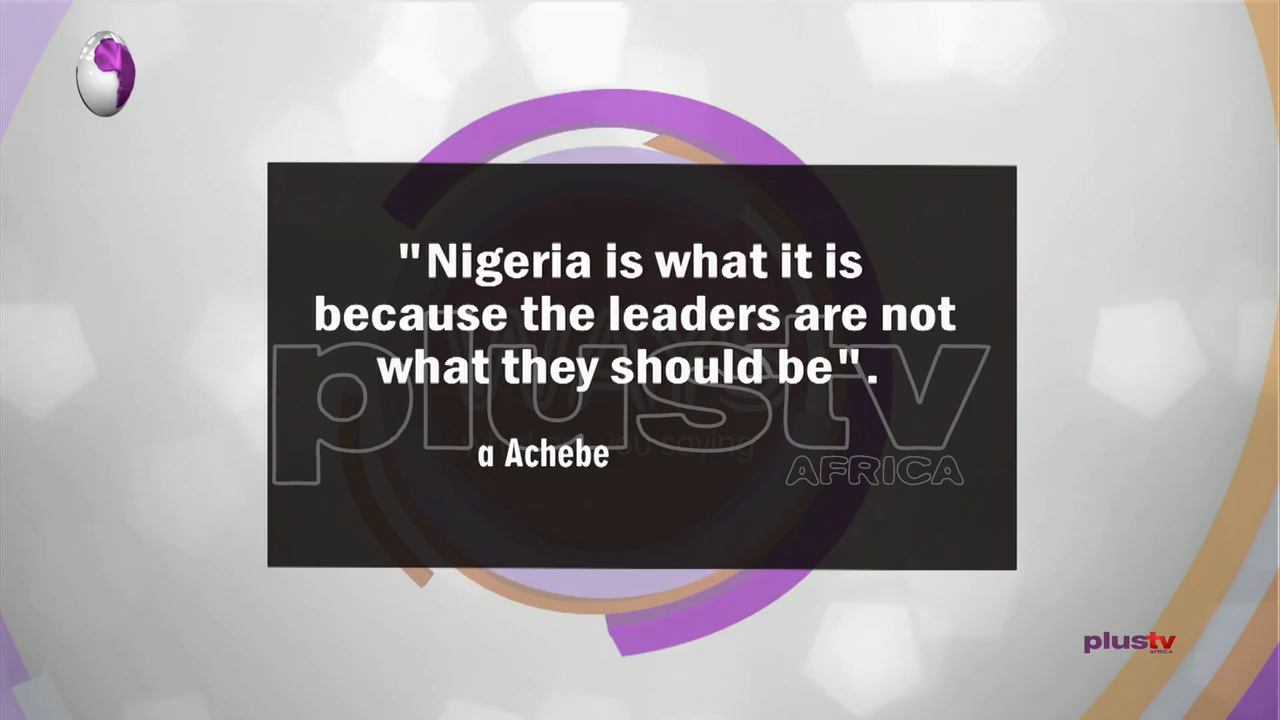 "Nigeria is what it is
because the leaders are not
what they should be".
a Achebe
plustv
AFRICA
plustv
AFRICA